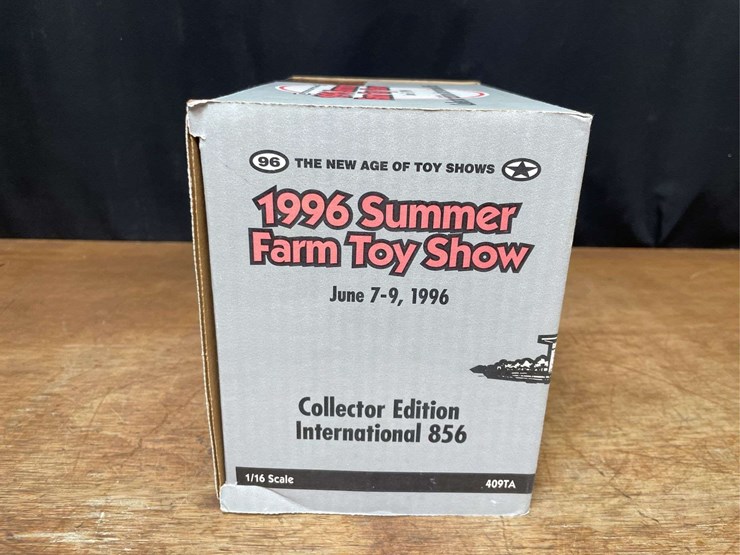 96 THE NEW AGE OF TOY SHOWS
1996 Summer
Farm Toy Show
June 7-9, 1996
Collector Edition
International 856
1/16 Scale 409TA